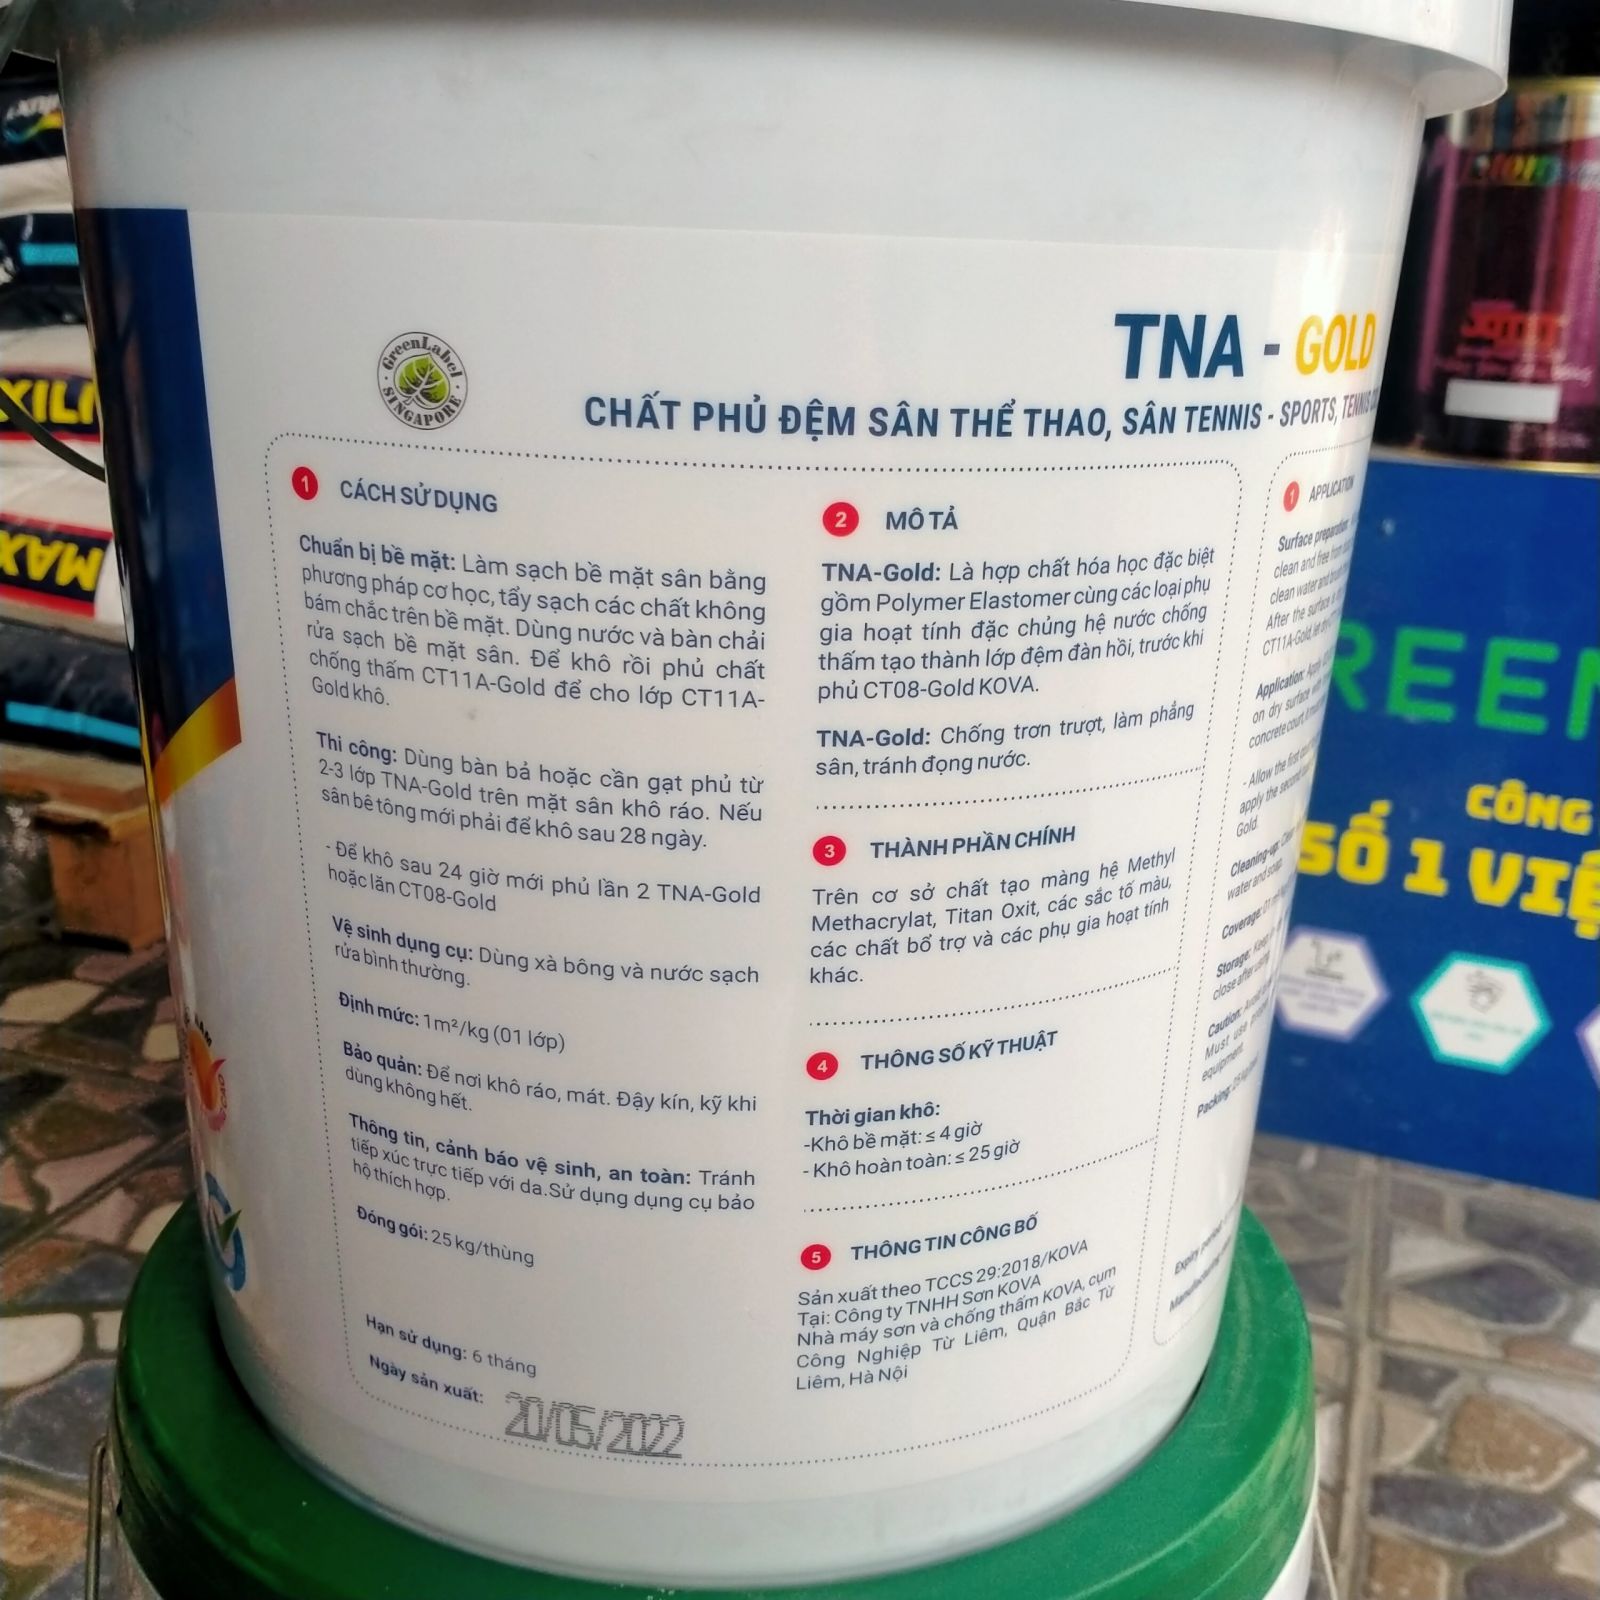 GreenLabel
SINGAPORE
TNA - GOLD
CHẤT PHỦ ĐỆM SÂN THỂ THAO, SÂN TENNIS - SPORTS, TENNIS
1 CÁCH SỬ DỤNG
Chuẩn bị bề mặt: Làm sạch bề mặt sân bằng
phương pháp cơ học, tẩy sạch các chất không
bám chắc trên bề mặt. Dùng nước và bàn chải
rửa sạch bề mặt sân. Để khô rồi phủ chất
chống thấm CT11A-Gold để cho lớp CT11A-
Gold khô.
Thi công: Dùng bàn bả hoặc cần gạt phủ từ
2-3 lớp TNA-Gold trên mặt sân khô ráo. Nếu
sân bê tông mới phải để khô sau 28 ngày.
- Để khô sau 24 giờ mới phủ lần 2 TNA-Gold
hoặc lăn CT08-Gold
Vệ sinh dụng cụ: Dùng xà bông và nước sạch
rửa bình thường.
Định mức: 1m²/kg (01 lớp)
Bảo quản: Để nơi khô ráo, mát. Đậy kín, kỹ khi
dùng không hết.
Thông tin, cảnh báo vệ sinh, an toàn: Tránh
tiếp xúc trực tiếp với da.Sử dụng dụng cụ bảo
hộ thích hợp.
Đóng gói: 25 kg/thùng
Hạn sử dụng: 6 tháng
Ngày sản xuất: 20/05/2022
2 MÔ TẢ
TNA-Gold: Là hợp chất hóa học đặc biệt
gồm Polymer Elastomer cùng các loại phụ
gia hoạt tính đặc chủng hệ nước chống
thấm tạo thành lớp đệm đàn hồi, trước khi
phủ CT08-Gold KOVA.
TNA-Gold: Chống trơn trượt, làm phẳng
sân, tránh đọng nước.
3 THÀNH PHẦN CHÍNH
Trên cơ sở chất tạo màng hệ Methyl
Methacrylat, Titan Oxit, các sắc tố màu,
các chất bổ trợ và các phụ gia hoạt tính
khác.
4 THÔNG SỐ KỸ THUẬT
Thời gian khô:
-Khô bề mặt: ≤ 4 giờ
- Khô hoàn toàn: ≤ 25 giờ
5 THÔNG TIN CÔNG BỐ
Sản xuất theo TCCS 29:2018/KOVA
Tại: Công ty TNHH Sơn KOVA
Nhà máy sơn và chống thấm KOVA, cụm
Công Nghiệp Từ Liêm, Quận Bắc Từ
Liêm, Hà Nội
1 APPLICATION
Surface preparation:
clean and free from
clean water and
After the surface is
CT11A-Gold, let dry
Application: Apply
on dry surface with
concrete court, it must
- Allow the first
apply the second
Gold.
Cleaning-up: Clean
water and soap.
Coverage: 01
Storage: Keep in
close after using.
Caution: Avoid
Must use
equipment.
Packing: 25 kg
Expiry period:
Manufacturing
REEN
CÔNG
SỐ 1 VIỆ
XILI
MAX